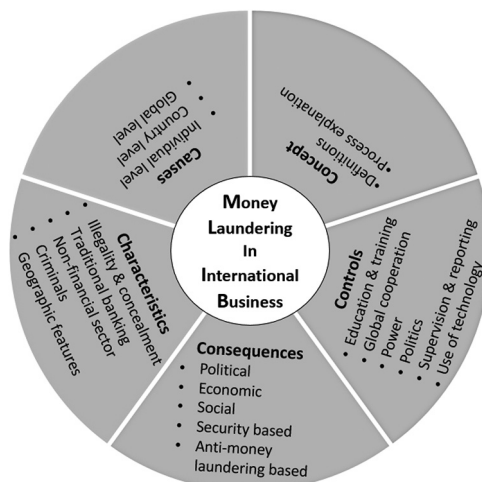 Money
Laundering
In
International
Business
Concept
•Definitions
•Process explanation
Controls
• Education & training
• Global cooperation
• Power
• Politics
• Supervision & reporting
• Use of technology
Consequences
• Political
• Economic
• Social
• Security based
• Anti-money
laundering based
Characteristics
• Illegality & concealment
• Traditional banking
• Non-financial sector
• Criminals
• Geographic features
Causes
• Individual level
• Country level
• Global level